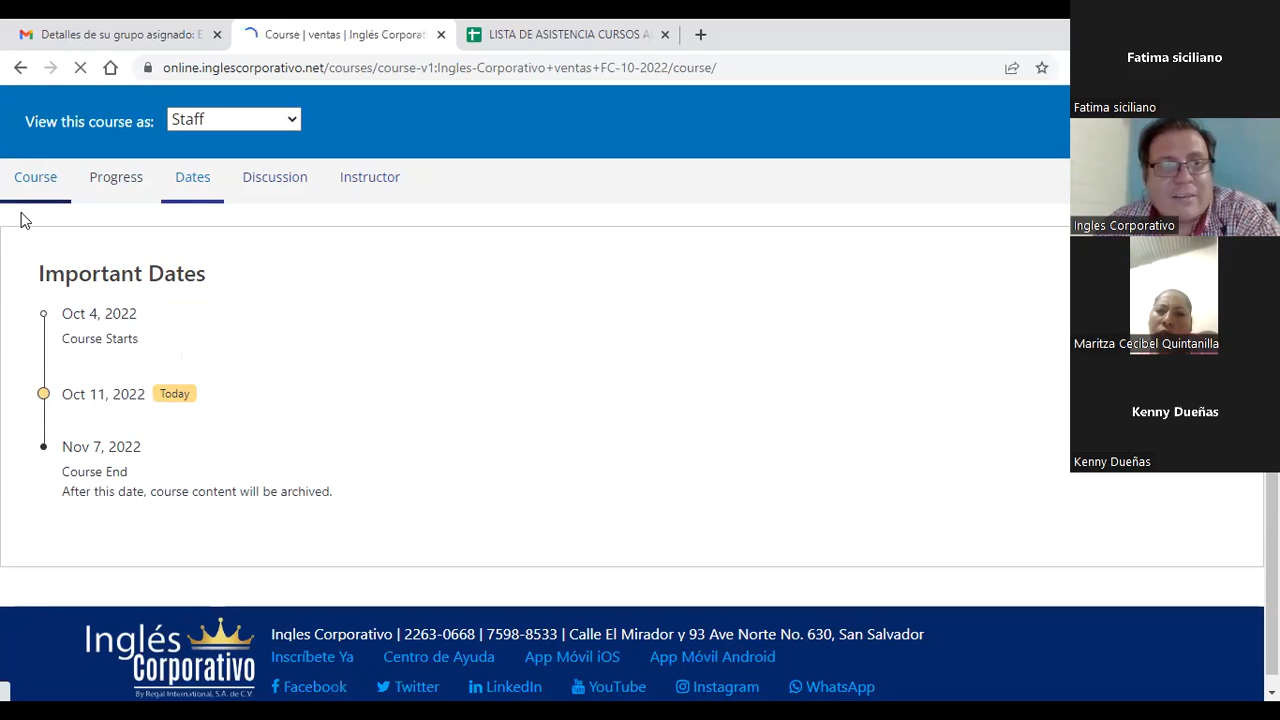 Detalles de su grupo asignado: E
Course | ventas | Inglés Corporat
LISTA DE ASISTENCIA CURSOS A
online.inglescorporativo.net/courses/course-v1:Ingles-Corporativo+ventas+FC-10-2022/course/
View this course as:
Staff
Course
Progress
Dates
Discussion
Instructor
Important Dates
Oct 4, 2022
Course Starts
Oct 11, 2022
Today
Nov 7, 2022
Course End
After this date, course content will be archived.
Inglés
Corporativo
By Regal International, S.A. de C.V.
Ingles Corporativo | 2263-0668 | 7598-8533 | Calle El Mirador y 93 Ave Norte No. 630, San Salvador
Inscríbete Ya
Centro de Ayuda
App Móvil iOS
App Móvil Android
Facebook
Twitter
LinkedIn
YouTube
Instagram
WhatsApp
Fatima siciliano
Fatima siciliano
Ingles Corporativo
Maritza Cecibel Quintanilla
Kenny Dueñas
Kenny Dueñas